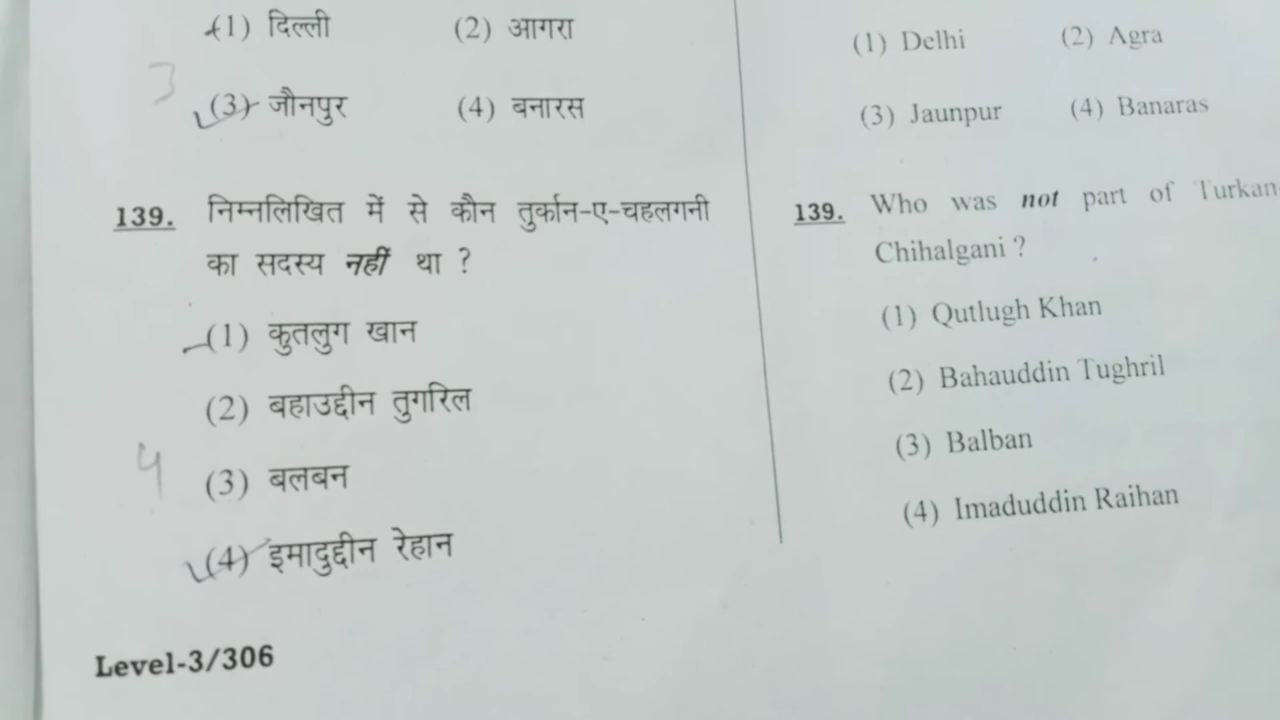 (1) दिल्ली (2) आगरा
3
(3) जौनपुर (4) बनारस
139. निम्नलिखित में से कौन तुर्कान-ए-चहलगनी
का सदस्य नहीं था ?
(1) कुतलुग खान
(2) बहाउद्दीन तुगरिल
4
(3) बलबन
(4) इमादुद्दीन रेहान
Level-3/306
(1) Delhi (2) Agra
(3) Jaunpur (4) Banaras
139. Who was not part of Turkan-
Chihalgani ?
(1) Qutlugh Khan
(2) Bahauddin Tughril
(3) Balban
(4) Imaduddin Raihan